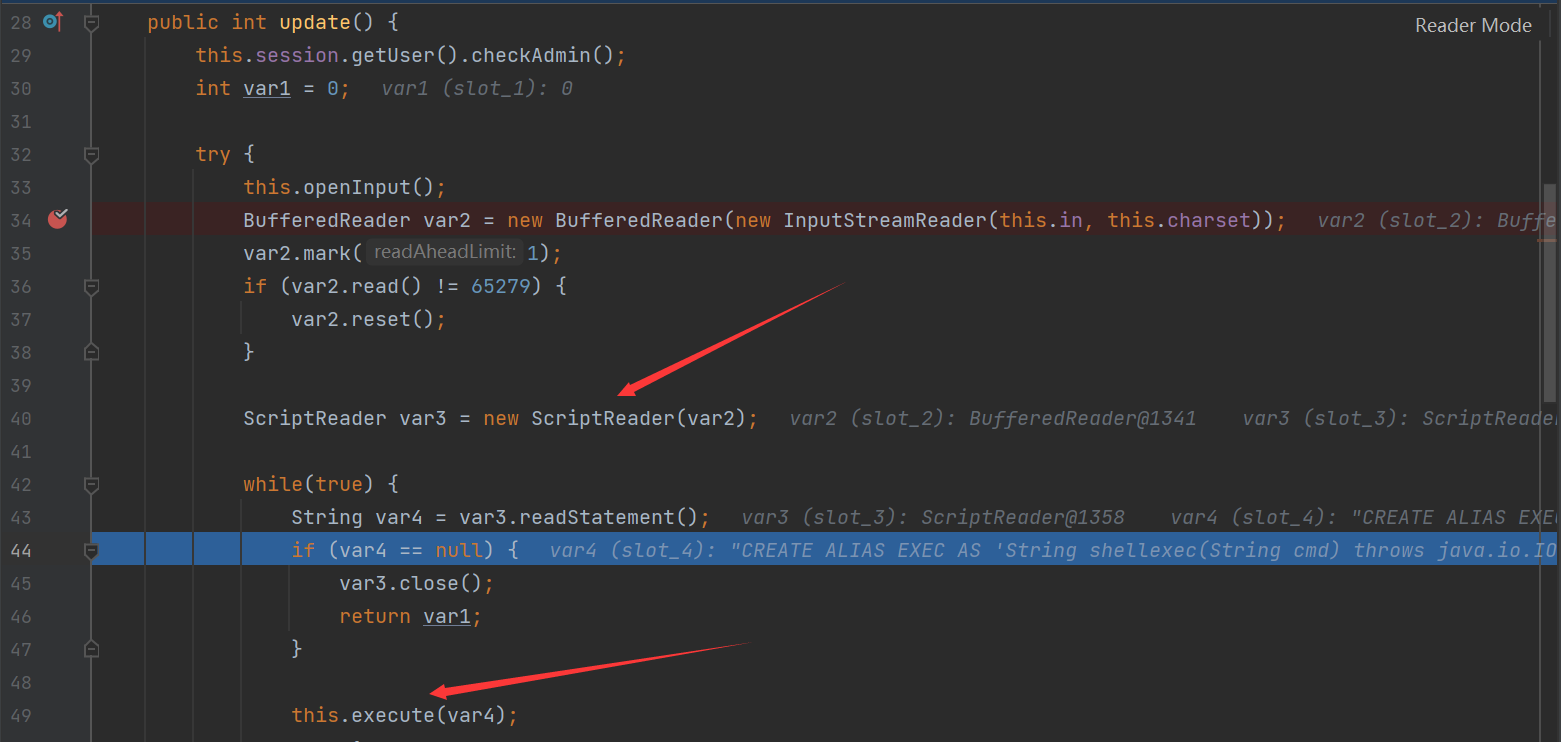 Reader Mode
28 public int update() {
29 this.session.getUser().checkAdmin();
30 int var1 = 0; var1 (slot_1): 0
31
32 try {
33 this.openInput();
34 BufferedReader var2 = new BufferedReader(new InputStreamReader(this.in, this.charset)); var2 (slot_2): Buffe
35 var2.mark( readAheadLimit: 1);
36 if (var2.read() != 65279) {
37 var2.reset();
38 }
39
40 ScriptReader var3 = new ScriptReader(var2); var2 (slot_2): BufferedReader@1341 var3 (slot_3): ScriptReader
41
42 while(true) {
43 String var4 = var3.readStatement(); var3 (slot_3): ScriptReader@1358 var4 (slot_4): "CREATE ALIAS EXE
44 if (var4 == null) { var4 (slot_4): "CREATE ALIAS EXEC AS 'String shellexec(String cmd) throws java.io.IO
45 var3.close();
46 return var1;
47 }
48
49 this.execute(var4);